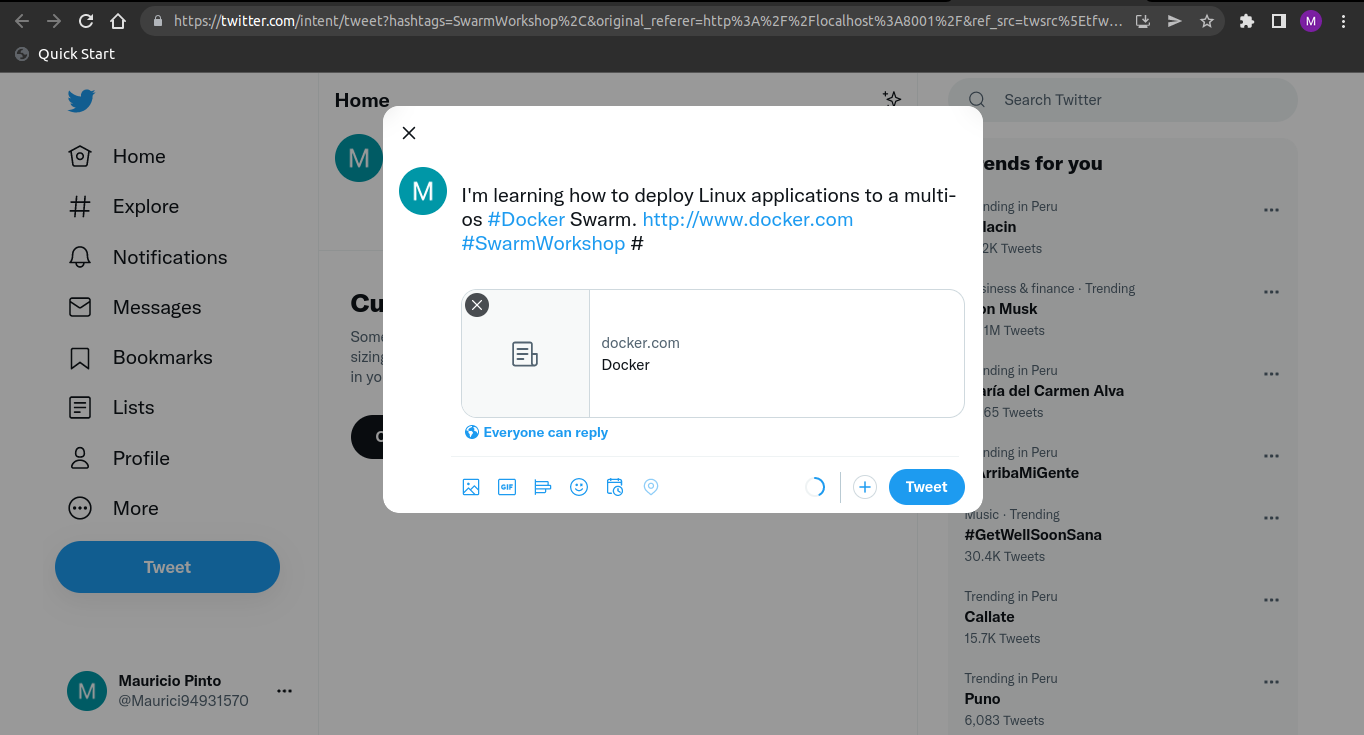 https://twitter.com/intent/tweet?hashtags=SwarmWorkshop%2C&original_referer=http%3A%2F%2Flocalhost%3A8001%2F&ref_src=twsrc%5Etfw…
M
Quick Start
Home
Explore
Notifications
Messages
Bookmarks
Lists
Profile
More
Tweet
M
Mauricio Pinto
@Maurici94931570
Home
M
Cu
Some
sizing
in yo
M
I'm learning how to deploy Linux applications to a multi-
os #Docker Swarm. http://www.docker.com
#SwarmWorkshop #
docker.com
Docker
Everyone can reply
GIF
Tweet
Search Twitter
ends for you
nding in Peru
lacin
2K Tweets
siness & finance · Trending
on Musk
1M Tweets
nding in Peru
aría del Carmen Alva
65 Tweets
nding in Peru
ArribaMiGente
Music · Trending
#GetWellSoonSana
30.4K Tweets
Trending in Peru
Callate
15.7K Tweets
Trending in Peru
Puno
6,083 Tweets